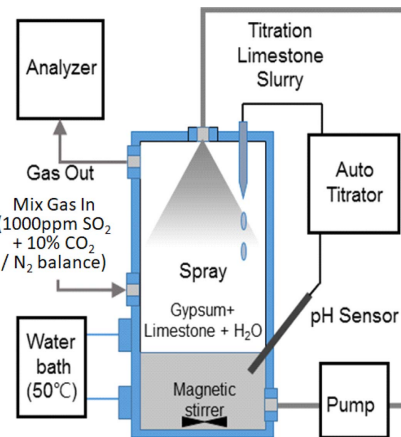 Titration
Limestone
Slurry
Analyzer
Gas Out
Auto
Titrator
Mix Gas In
(1000ppm SO₂
+ 10% CO₂
/ N₂ balance)
Spray
Gypsum+
Limestone + H₂O
pH Sensor
Water
bath
(50℃)
Magnetic
stirrer
Pump